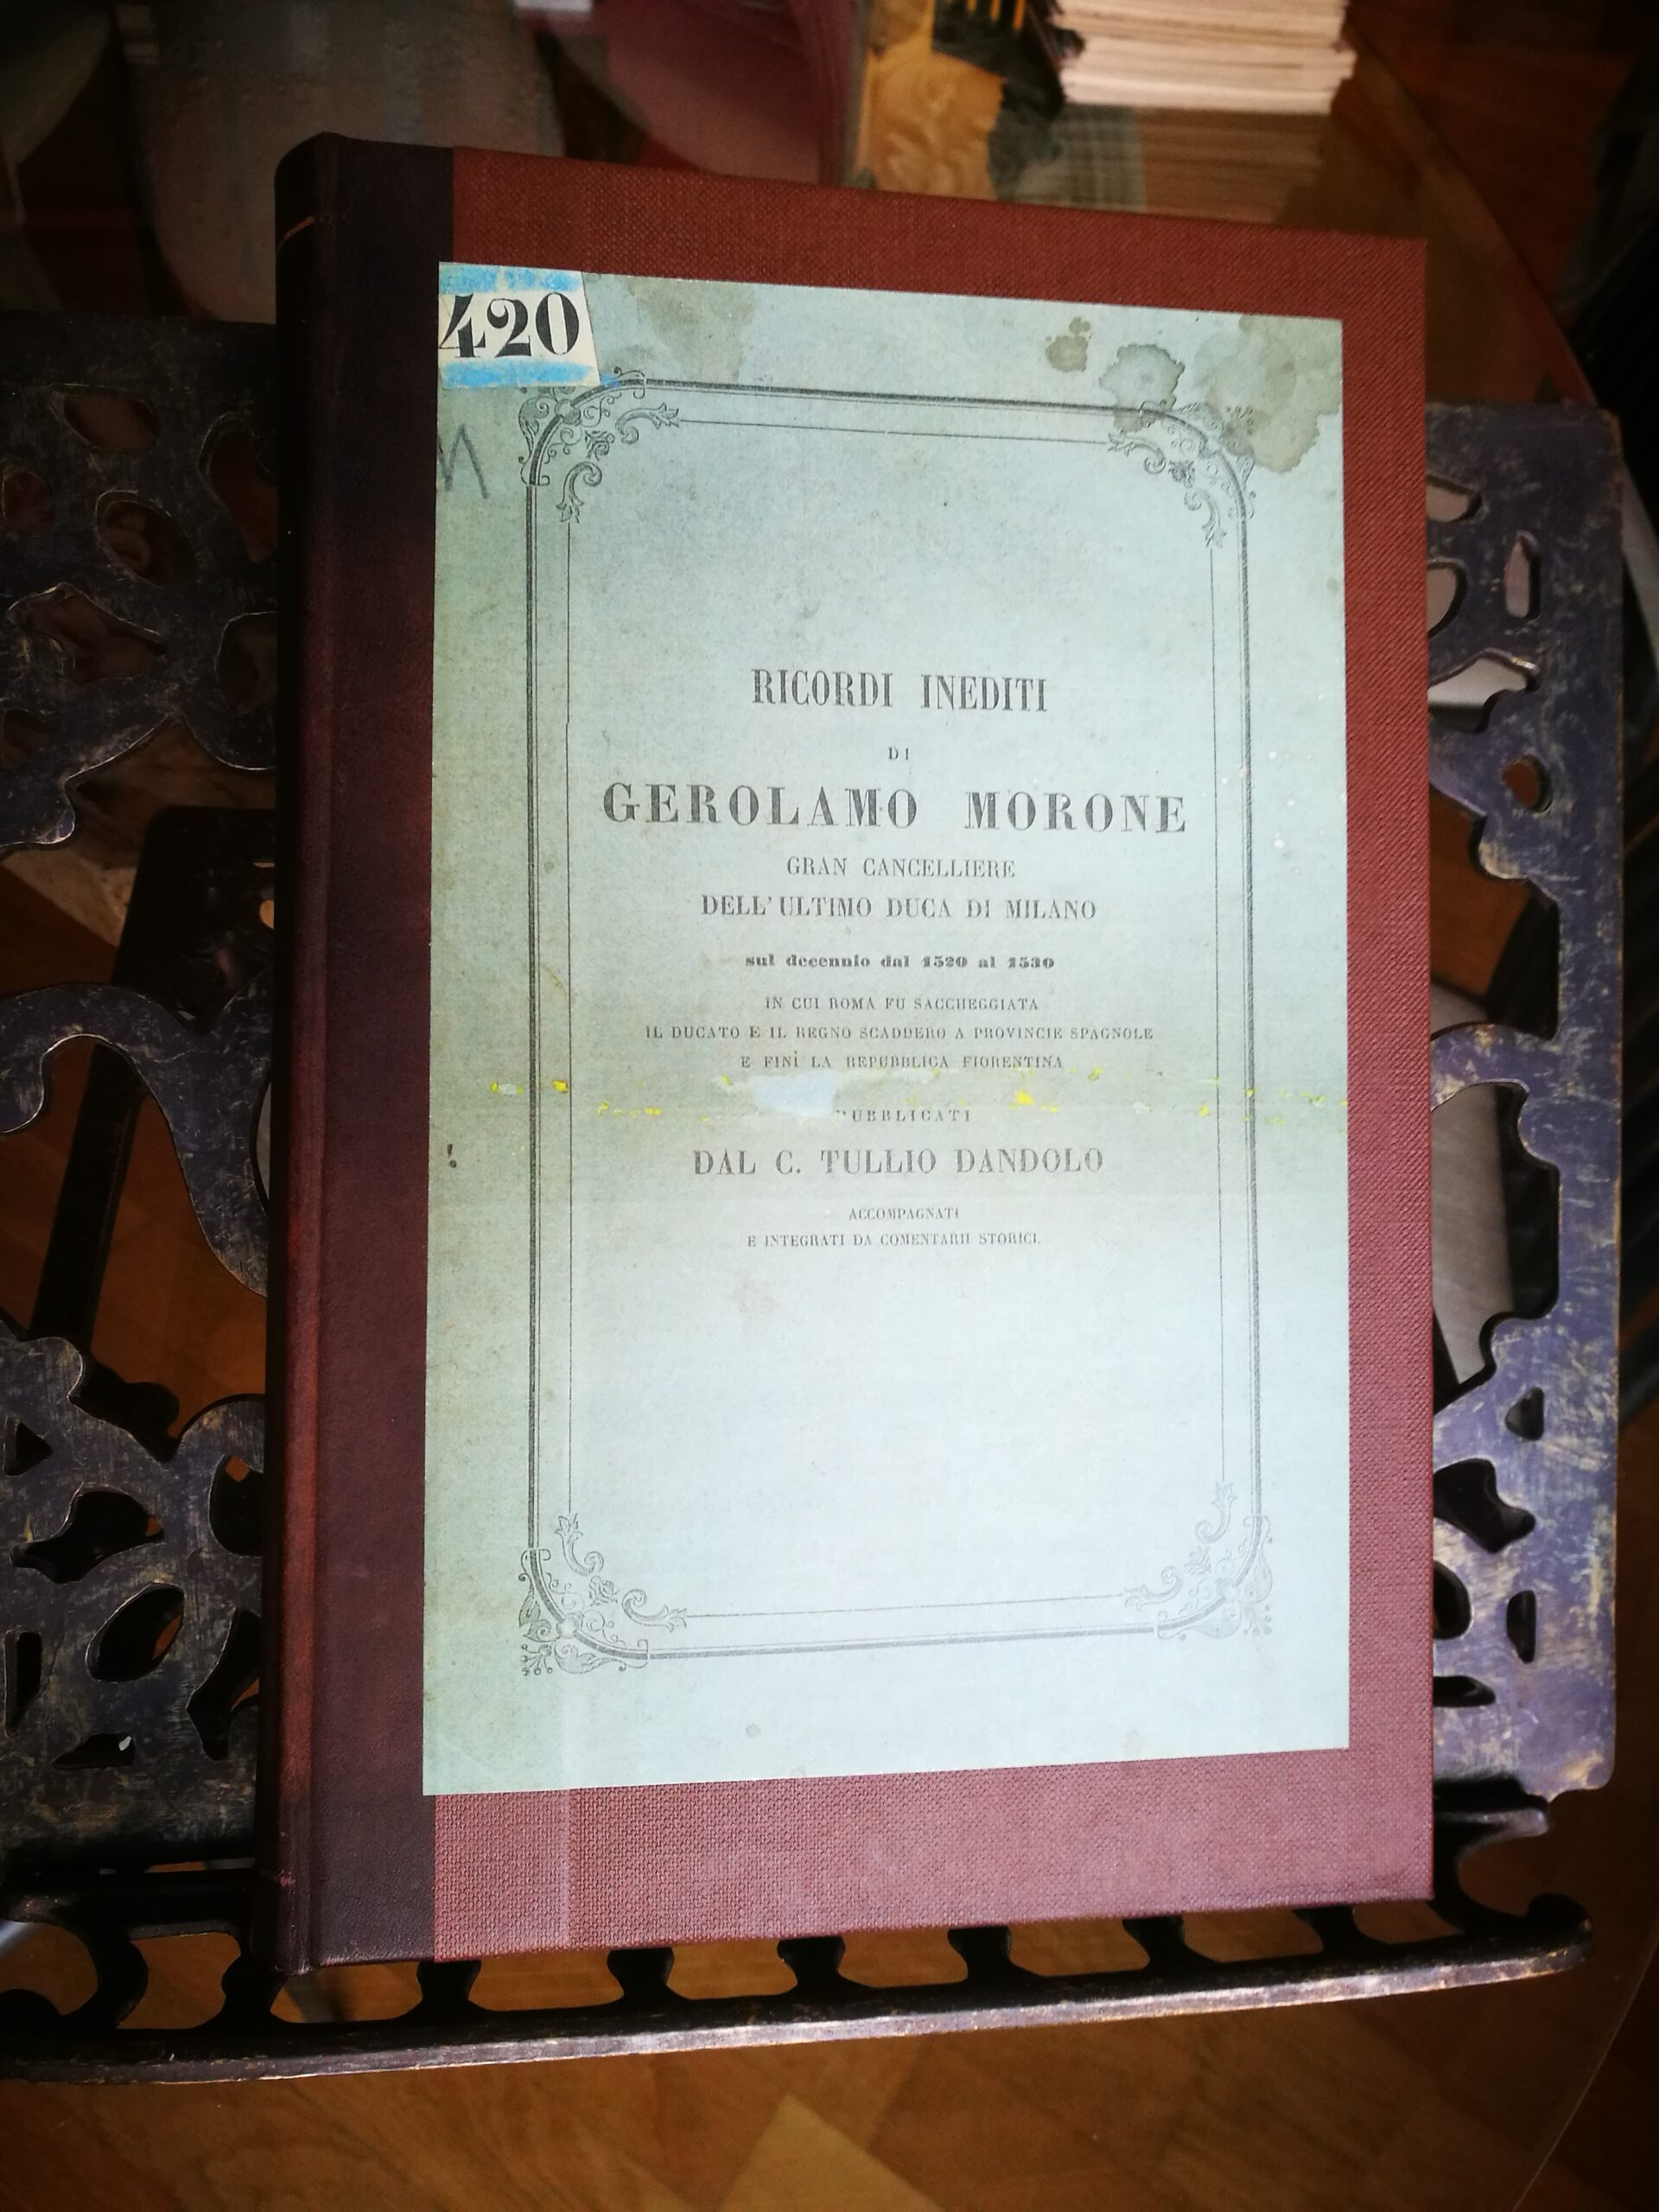 420
n
RICORDI INEDITI
DI
GEROLAMO MORONE
GRAN CANCELLIERE
DELL'ULTIMO DUCA DI MILANO
sul decennio dal 1520 al 1530
IN CUI ROMA FU SACCHEGGIATA
IL DUCATO E IL REGNO SCADDERO A PROVINCIE SPAGNOLE
E FINÌ LA REPUBBLICA FIORENTINA
PUBBLICATI
DAL C. TULLIO DANDOLO
ACCOMPAGNATI
E INTEGRATI DA COMENTARII STORICI.